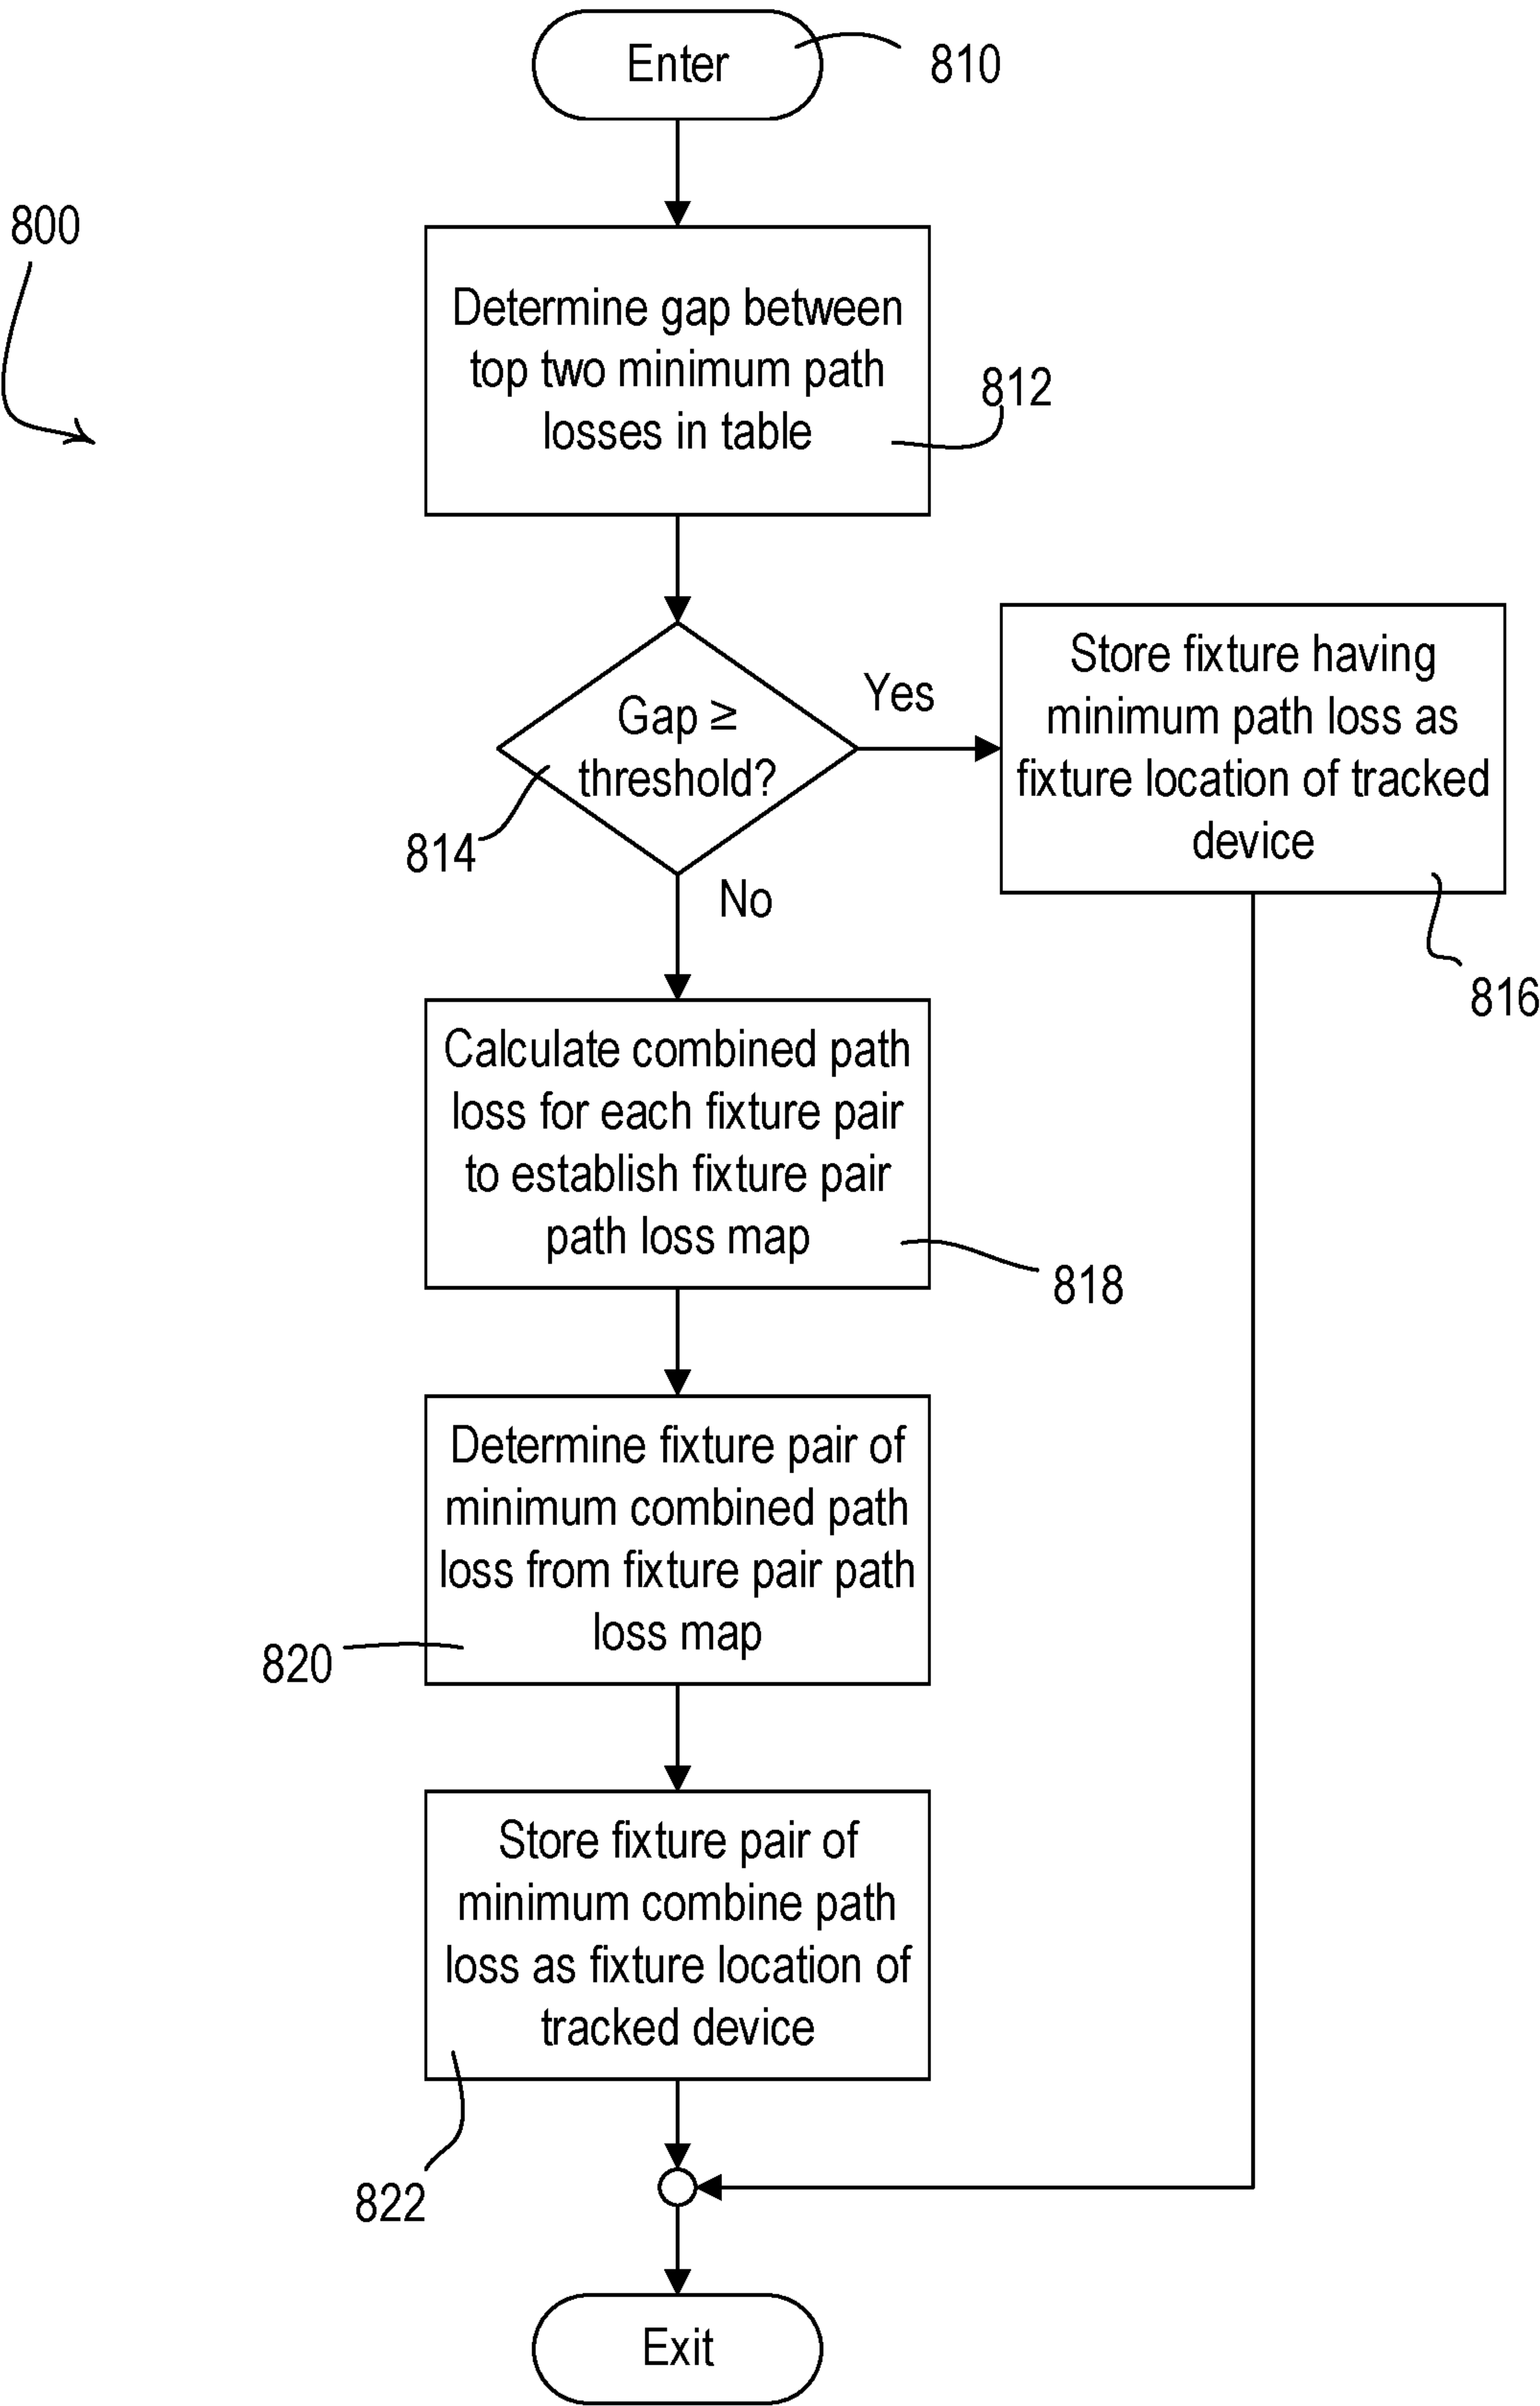 Enter
810
800
Determine gap between
top two minimum path
losses in table
812
Gap ≥
threshold?
814
Yes
Store fixture having
minimum path loss as
fixture location of tracked
device
816
No
Calculate combined path
loss for each fixture pair
to establish fixture pair
path loss map
818
Determine fixture pair of
minimum combined path
loss from fixture pair path
loss map
820
Store fixture pair of
minimum combine path
loss as fixture location of
tracked device
822
Exit